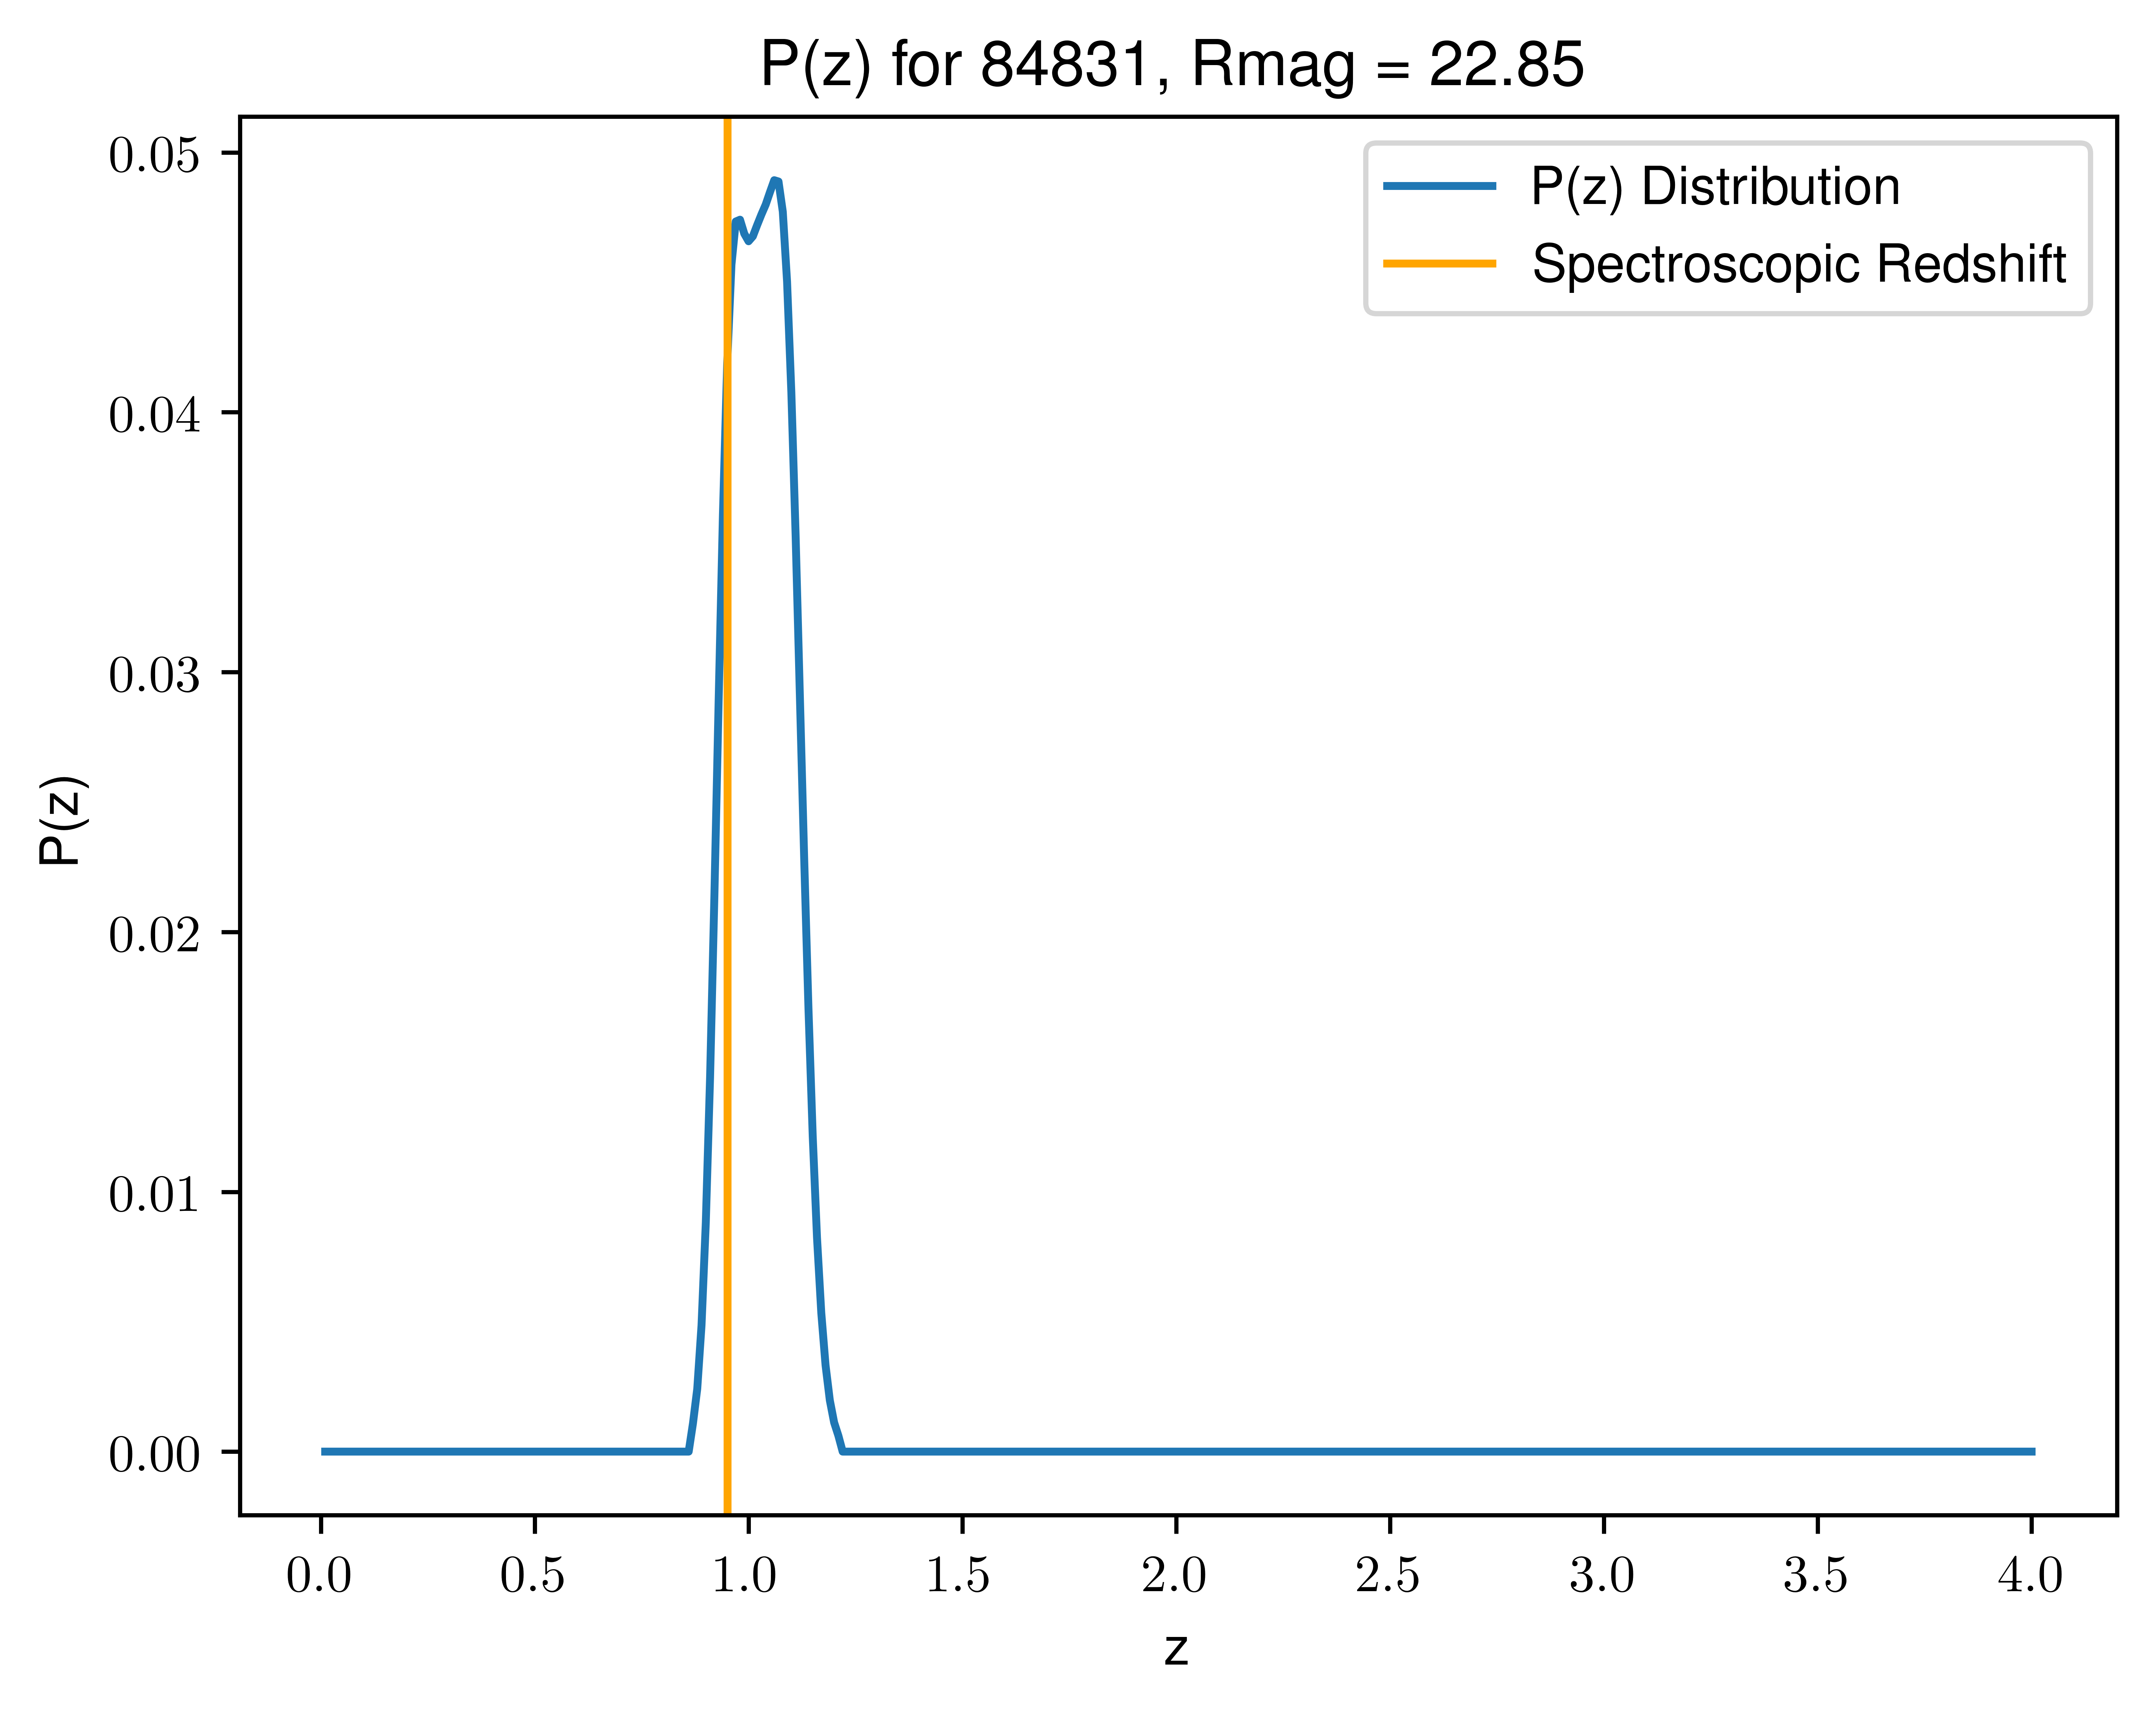 P(z) for 84831, Rmag = 22.85
P(z) Distribution
Spectroscopic Redshift
0.05
0.04
0.03
0.02
0.01
0.00
P(z)
0.0 0.5 1.0 1.5 2.0 2.5 3.0 3.5 4.0
z